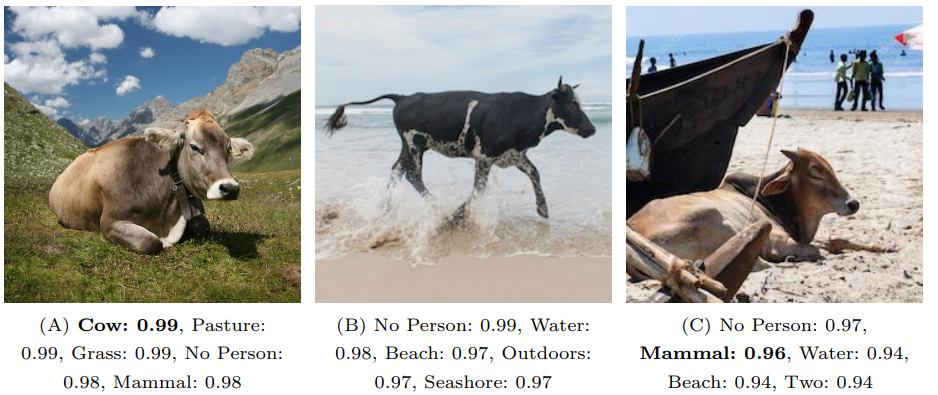 (A) Cow: 0.99, Pasture:
0.99, Grass: 0.99, No Person:
0.98, Mammal: 0.98
(B) No Person: 0.99, Water:
0.98, Beach: 0.97, Outdoors:
0.97, Seashore: 0.97
(C) No Person: 0.97,
Mammal: 0.96, Water: 0.94,
Beach: 0.94, Two: 0.94